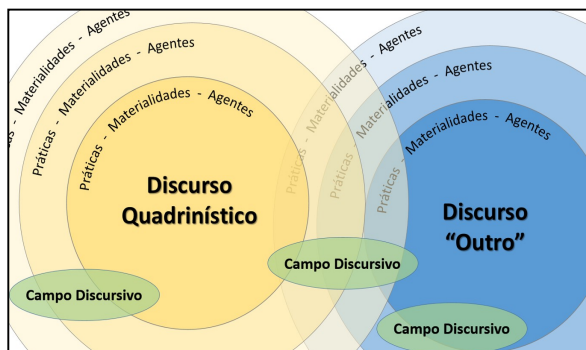 as - Materialidades - Agentes
Práticas - Materialidades - Agentes
Práticas - Materialidades - Agentes
Discurso
Quadrinístico
Práticas - Materialidades - Agentes
Práticas - Materialidades - Agentes
Práticas - Materialidades - Agentes
Discurso
“Outro”
Campo Discursivo
Campo Discursivo
Campo Discursivo